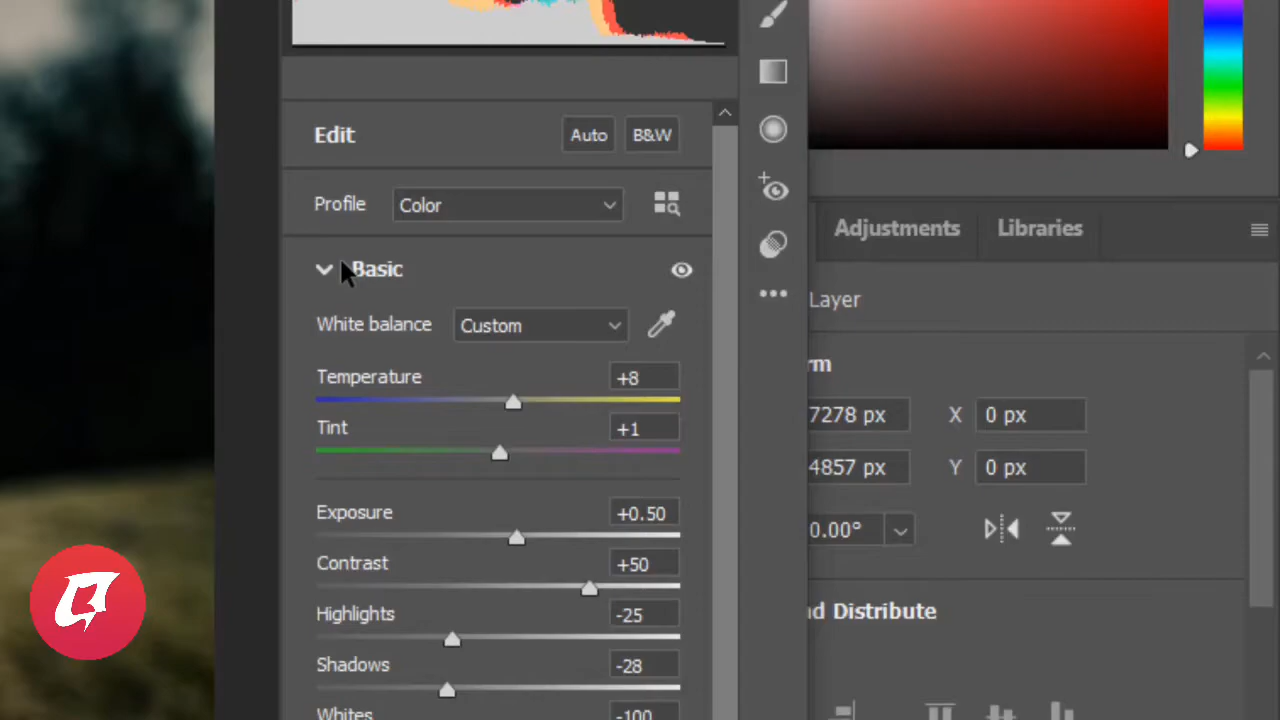 Edit
Auto
B&W
Profile
Color
Basic
White balance
Custom
Temperature
+8
Tint
+1
Exposure
+0.50
Contrast
+50
Highlights
-25
Shadows
-28
Whites
-100
Adjustments
Libraries
Layer
rm
7278 px
X
0 px
4857 px
Y
0 px
0.00°
d Distribute